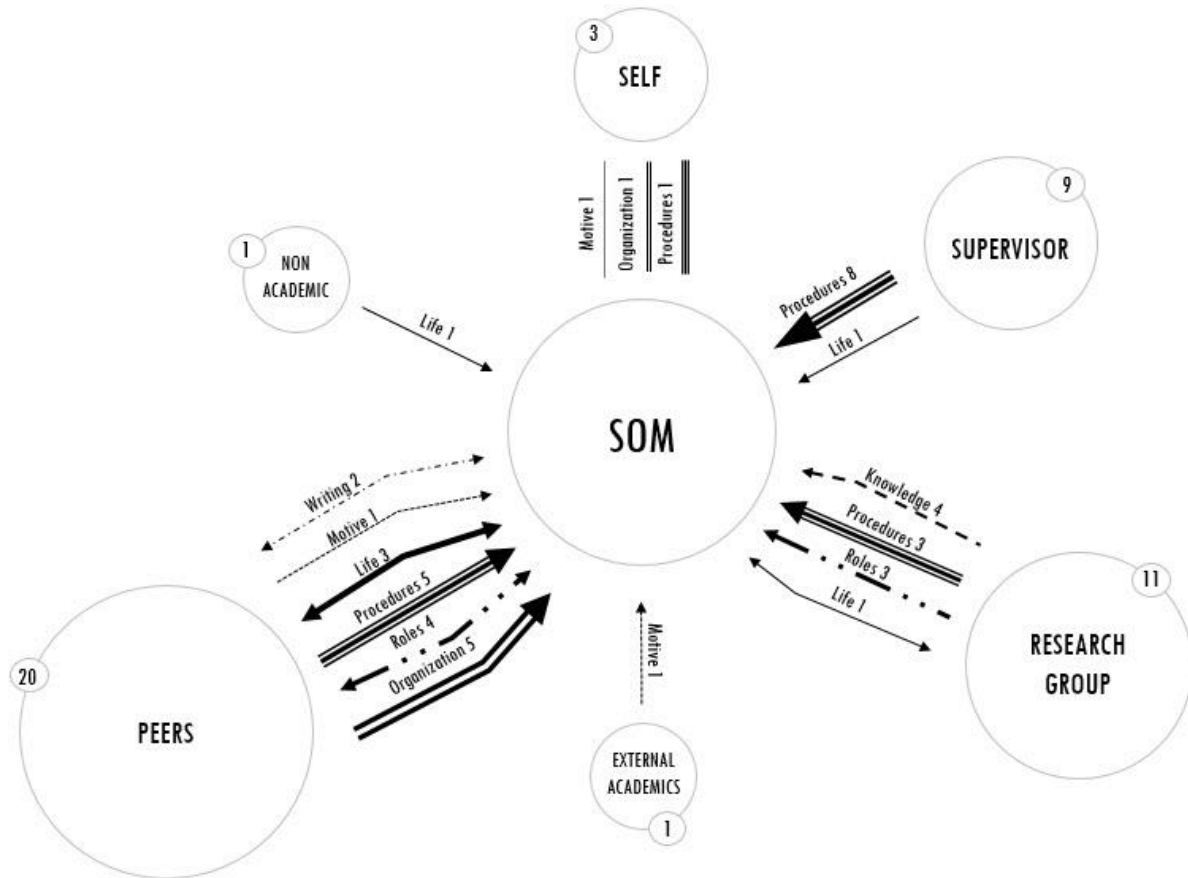 3
SELF
Motive 1
Organization 1
Procedures 1
9
SUPERVISOR
Procedures 8
Life 1
1
NON
ACADEMIC
Life 1
SOM
Writing 2
Motive 1
Life 3
Procedures 5
Roles 4
Organization 5
20
PEERS
Motive 1
EXTERNAL
ACADEMICS
1
Knowledge 4
Procedures 3
Roles 3
Life 1
11
RESEARCH
GROUP